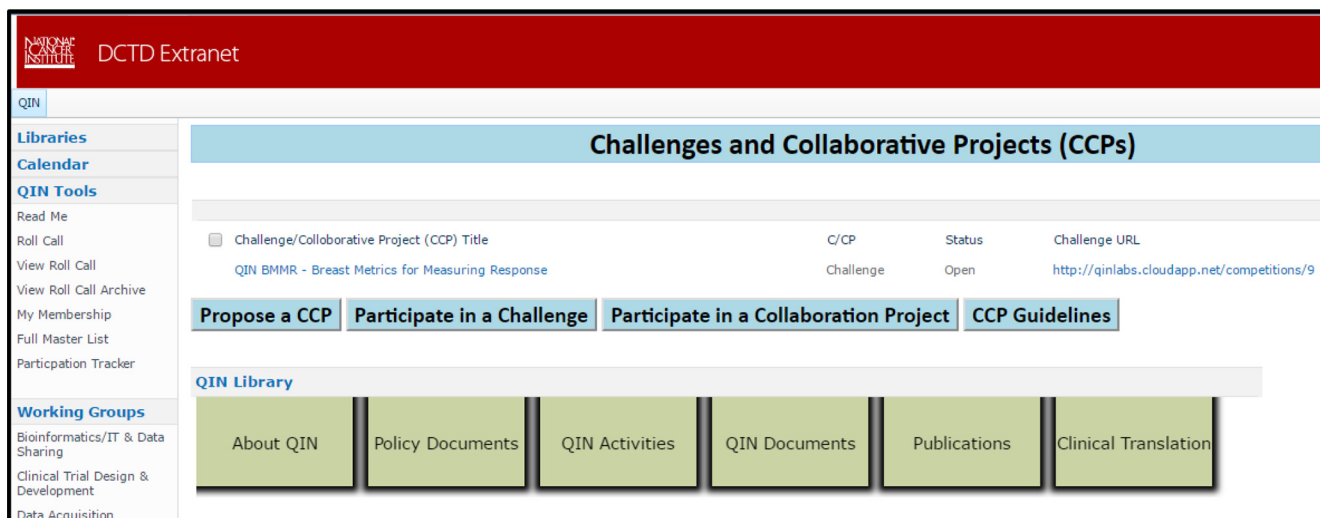 NATIONAL
CANCER
INSTITUTE
DCTD Extranet
QIN
Libraries
Calendar
QIN Tools
Read Me
Roll Call
View Roll Call
View Roll Call Archive
My Membership
Full Master List
Particpation Tracker
Working Groups
Bioinformatics/IT & Data
Sharing
Clinical Trial Design &
Development
Data Acquisition
Challenges and Collaborative Projects (CCPs)
Challenge/Colloborative Project (CCP) Title C/CP Status Challenge URL
QIN BMMR - Breast Metrics for Measuring Response Challenge Open http://qinlabs.cloudapp.net/competitions/9
Propose a CCP Participate in a Challenge Participate in a Collaboration Project CCP Guidelines
QIN Library
About QIN Policy Documents QIN Activities QIN Documents Publications Clinical Translation